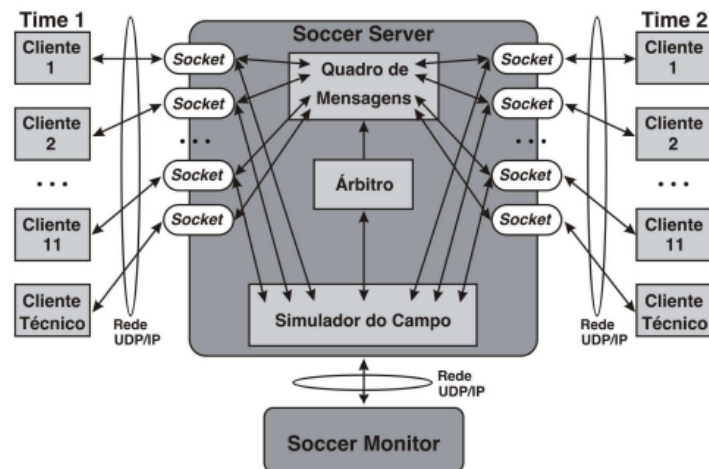 Time 1
Soccer Server
Time 2
Cliente
1
Socket
Quadro de
Mensagens
Socket
Cliente
1
Cliente
2
Socket
Socket
Cliente
2
...
...
...
...
Socket
Árbitro
Socket
Cliente
11
Socket
Socket
Cliente
11
Cliente
Técnico
Simulador do Campo
Cliente
Técnico
Rede
UDP/IP
Rede
UDP/IP
Rede
UDP/IP
Soccer Monitor